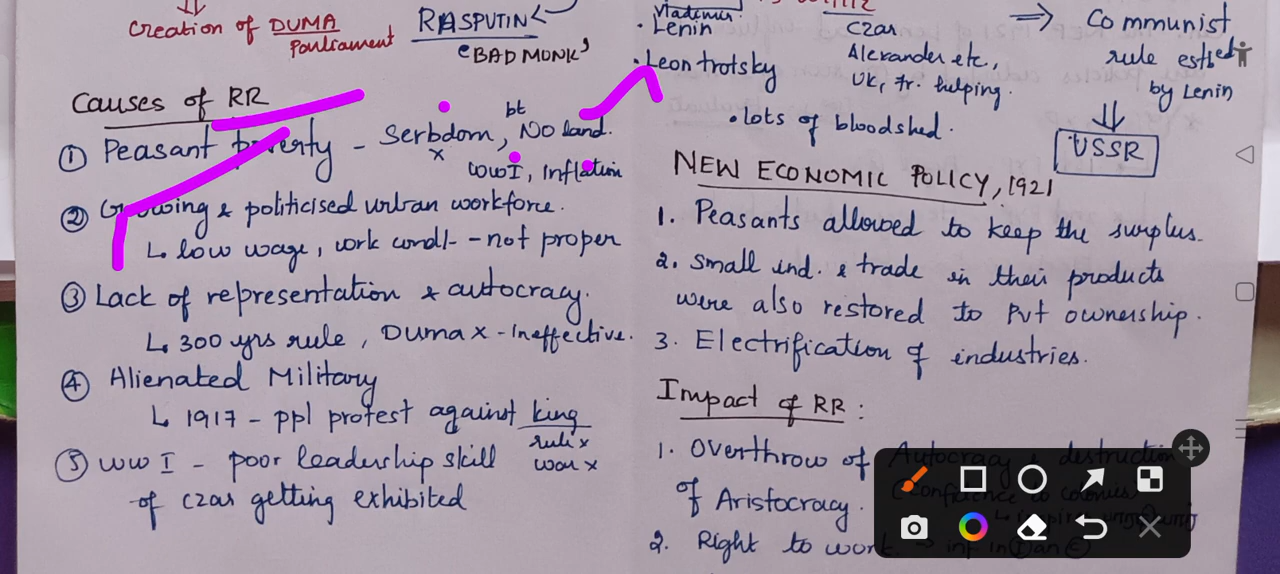 Creation of DUMA
Parliament
RASPUTIN
'BAD MONK'
Causes of RR
① Peasant poverty - Serbdom, bt No land.
x WWI, Inflation
② Growing & politicised urban workforce.
low wage, work condl- - not proper
③ Lack of representation & autocracy.
300 yrs rule, Duma x - Ineffective.
④ Alienated Military
1917 - ppl protest against king
rule x
war x
⑤ WW I - poor leadership skill
of czar getting exhibited
Vladimir
• Lenin
• Leon trotsky
Czar
Alexander etc,
UK, Fr. helping.
• lots of bloodshed.
⇒ Communist
rule estbed
by Lenin
⇓
USSR
NEW ECONOMIC POLICY, 1921
1. Peasants allowed to keep the surplus.
2. Small ind. & trade in their products
were also restored to Pvt ownership.
3. Electrification of industries.
Impact of RR :
1. Overthrow of Autocracy & destruction
of Aristocracy.
2. Right to work